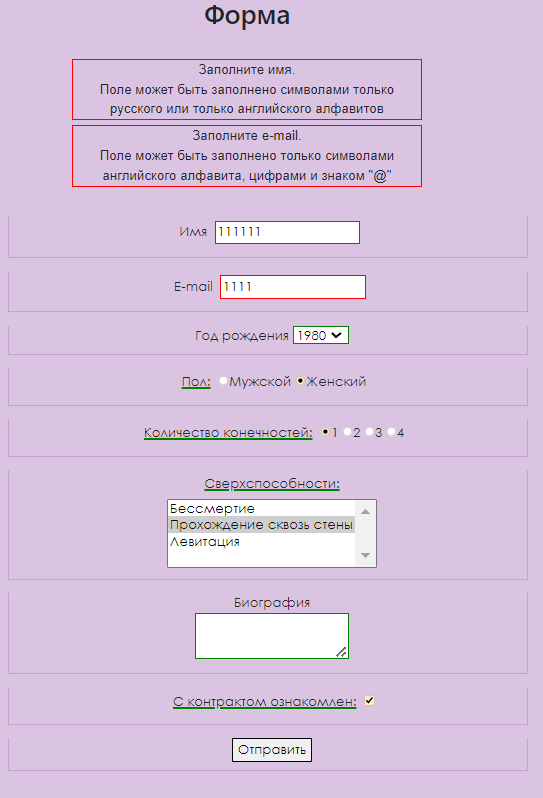 Форма
Заполните имя.
Поле может быть заполнено символами только
русского или только английского алфавитов
Заполните e-mail.
Поле может быть заполнено только символами
английского алфавита, цифрами и знаком "@"
Имя 111111
E-mail 1111
Год рождения 1980
Пол: Мужской Женский
Количество конечностей: 1 2 3 4
Сверхспособности:
Бессмертие
Прохождение сквозь стены
Левитация
Биография
С контрактом ознакомлен:
Отправить